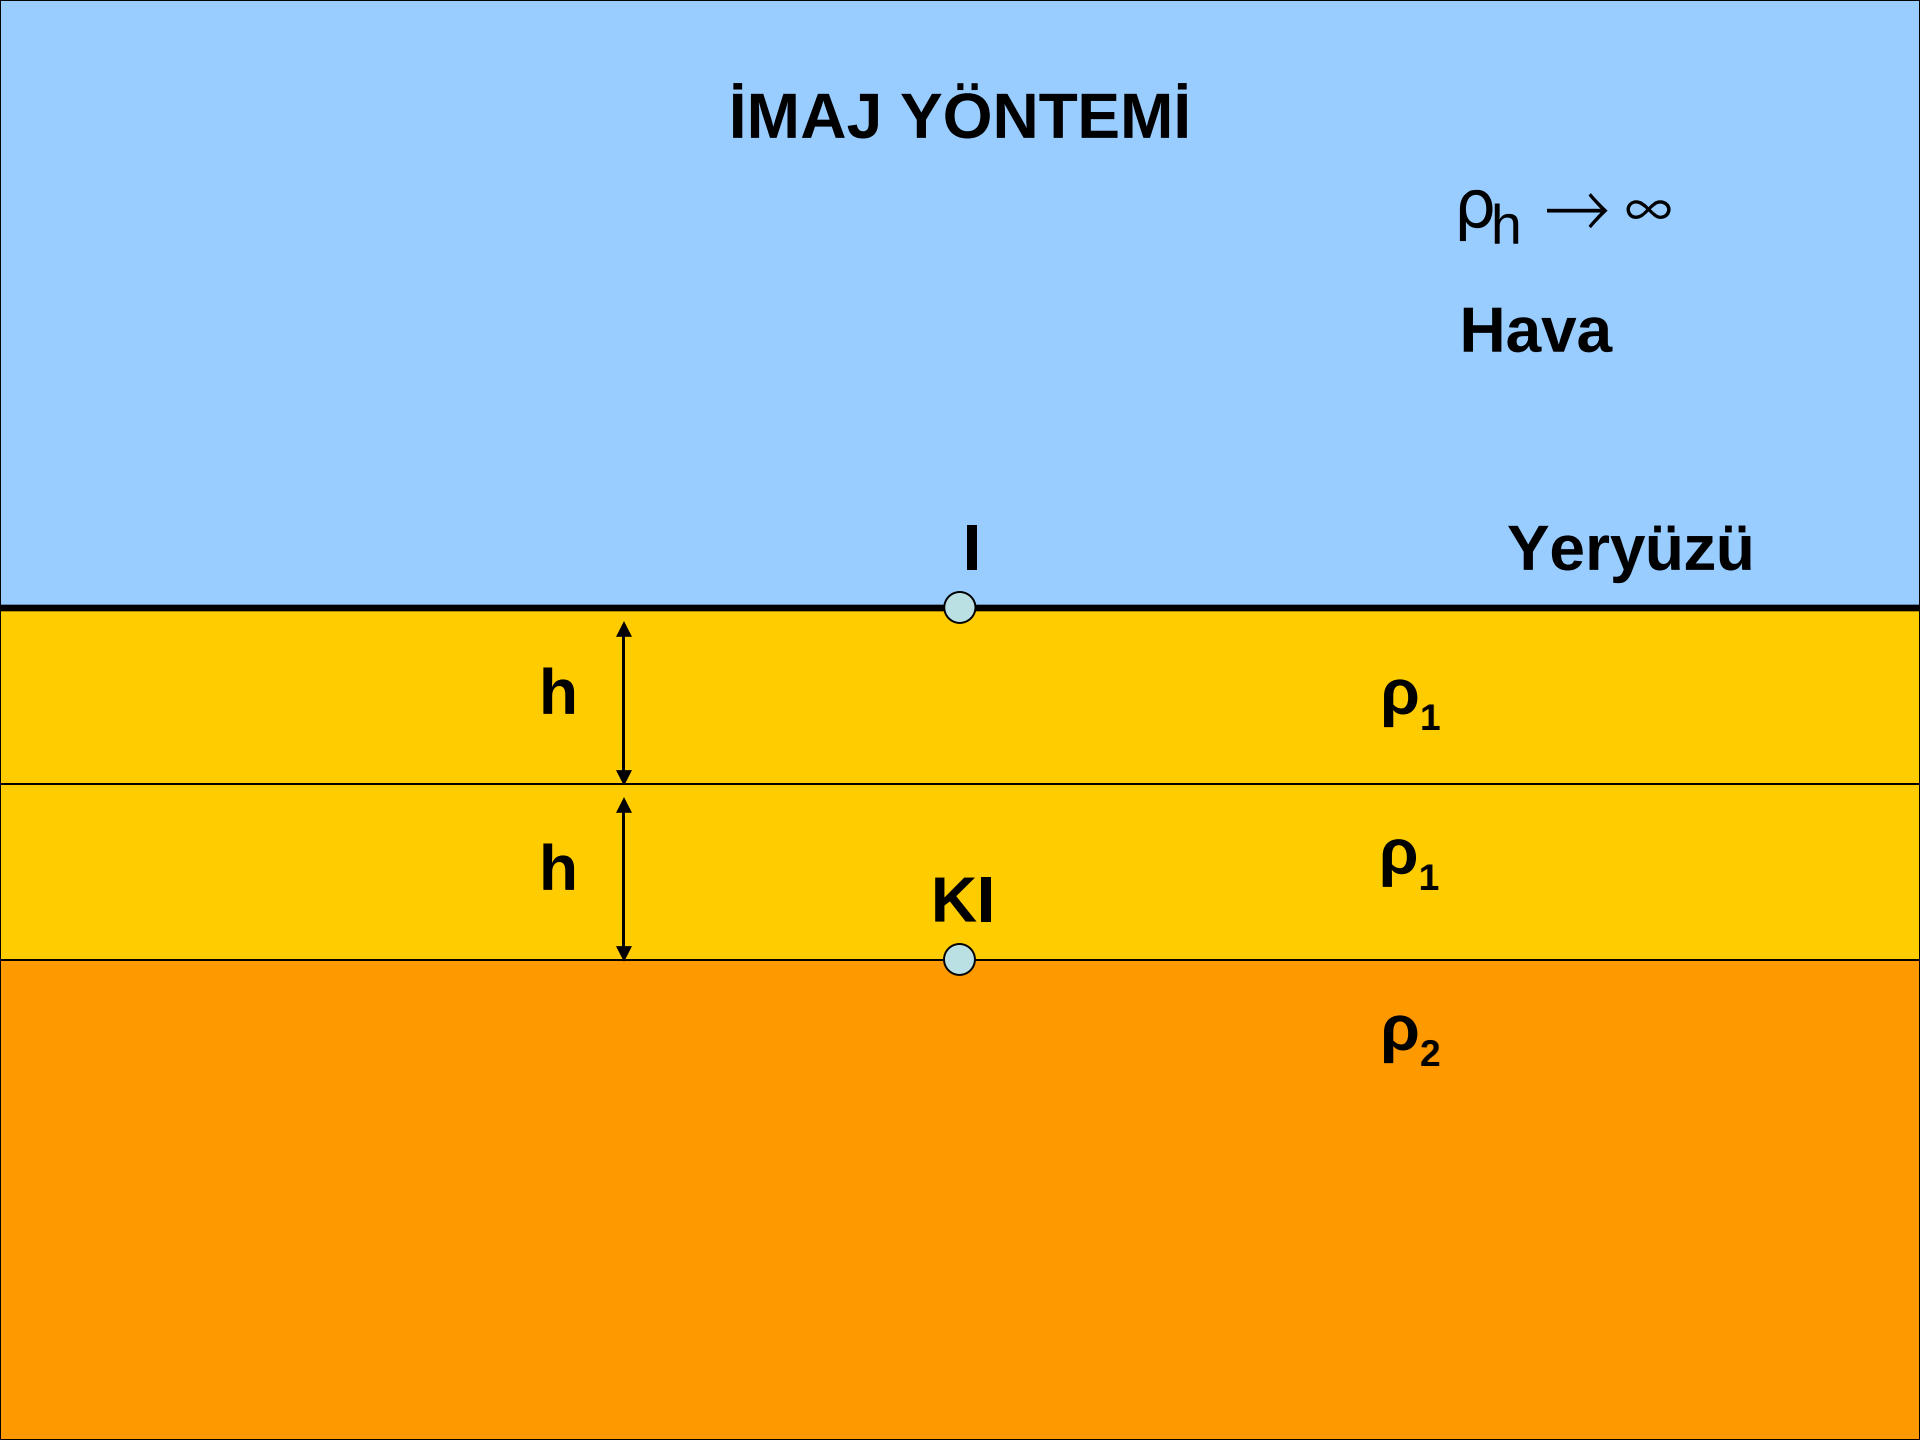 İMAJ YÖNTEMİ
ρh → ∞
Hava
I
Yeryüzü
h
ρ1
h
ρ1
KI
ρ2